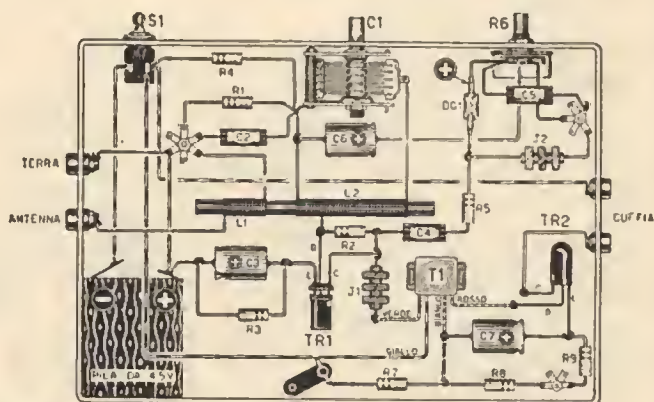 S1
C1
R6
R4
R1
C2
C6
DG1
C5
J2
TERRA
ANTENNA
L2
L1
R5
CUFFIA
B
R2
C4
TR2
C3
E
C
J1
T1
BIANCO
ROSSO
R3
VERDE
C
B
E
TR1
GIALLO
C7
R9
PILA DA 4,5V
R7
R8